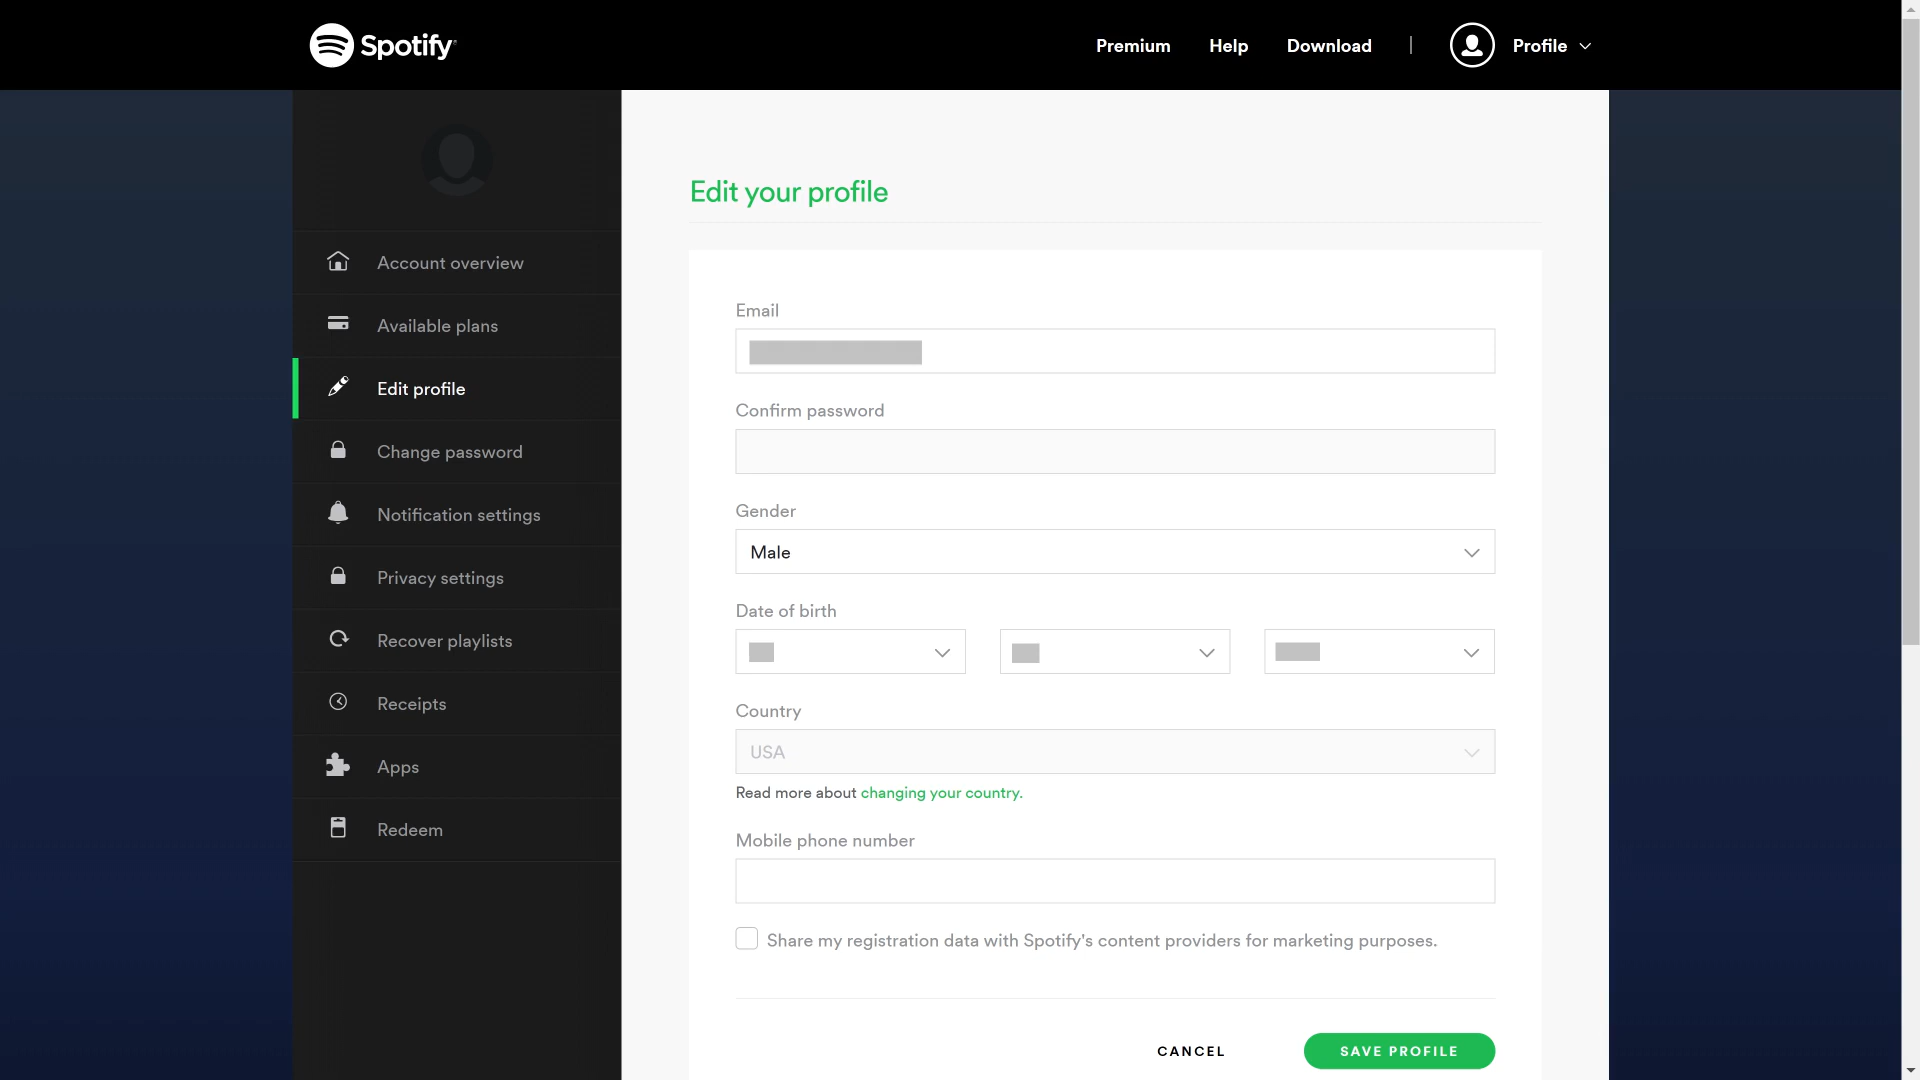 Spotify
Premium
Help
Download
Profile
Account overview
Available plans
Edit profile
Change password
Notification settings
Privacy settings
Recover playlists
Receipts
Apps
Redeem
Edit your profile
Email
Confirm password
Gender
Male
Date of birth
Country
USA
Read more about changing your country.
Mobile phone number
Share my registration data with Spotify's content providers for marketing purposes.
CANCEL
SAVE PROFILE